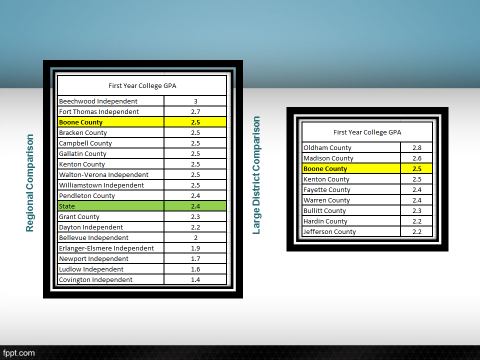 Regional Comparison
First Year College GPA
Beechwood Independent 3
Fort Thomas Independent 2.7
Boone County 2.5
Bracken County 2.5
Campbell County 2.5
Gallatin County 2.5
Kenton County 2.5
Walton-Verona Independent 2.5
Williamstown Independent 2.5
Pendleton County 2.4
State 2.4
Grant County 2.3
Dayton Independent 2.2
Bellevue Independent 2
Erlanger-Elsmere Independent 1.9
Newport Independent 1.7
Ludlow Independent 1.6
Covington Independent 1.4
Large District Comparison
First Year College GPA
Oldham County 2.8
Madison County 2.6
Boone County 2.5
Kenton County 2.5
Fayette County 2.4
Warren County 2.4
Bullitt County 2.3
Hardin County 2.2
Jefferson County 2.2
fppt.com